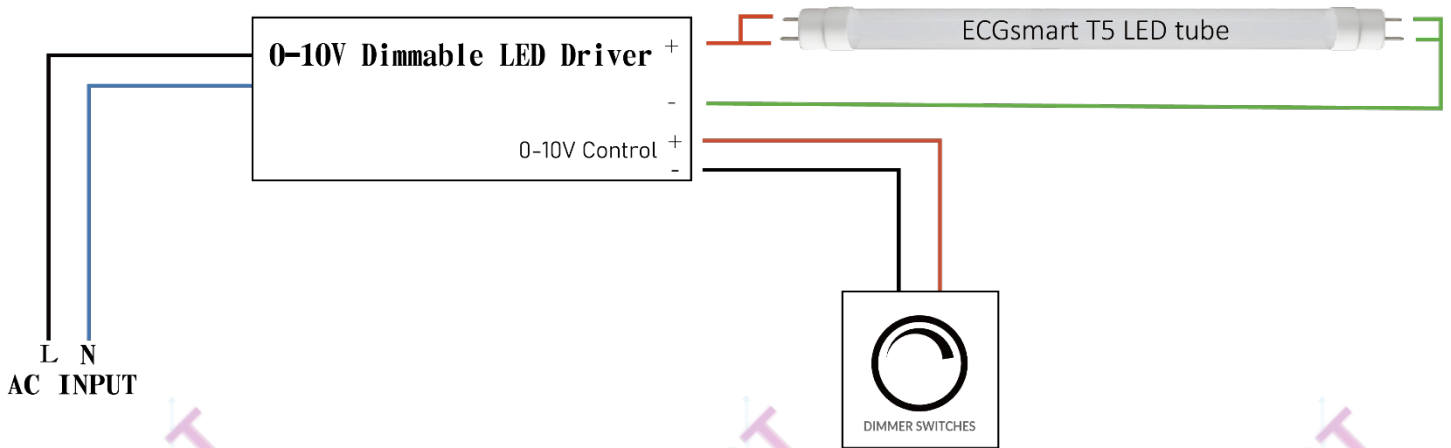 0-10V Dimmable LED Driver +
ECGsmart T5 LED tube
-
0-10V Control +
-
L N
AC INPUT
DIMMER SWITCHES
T
T
T